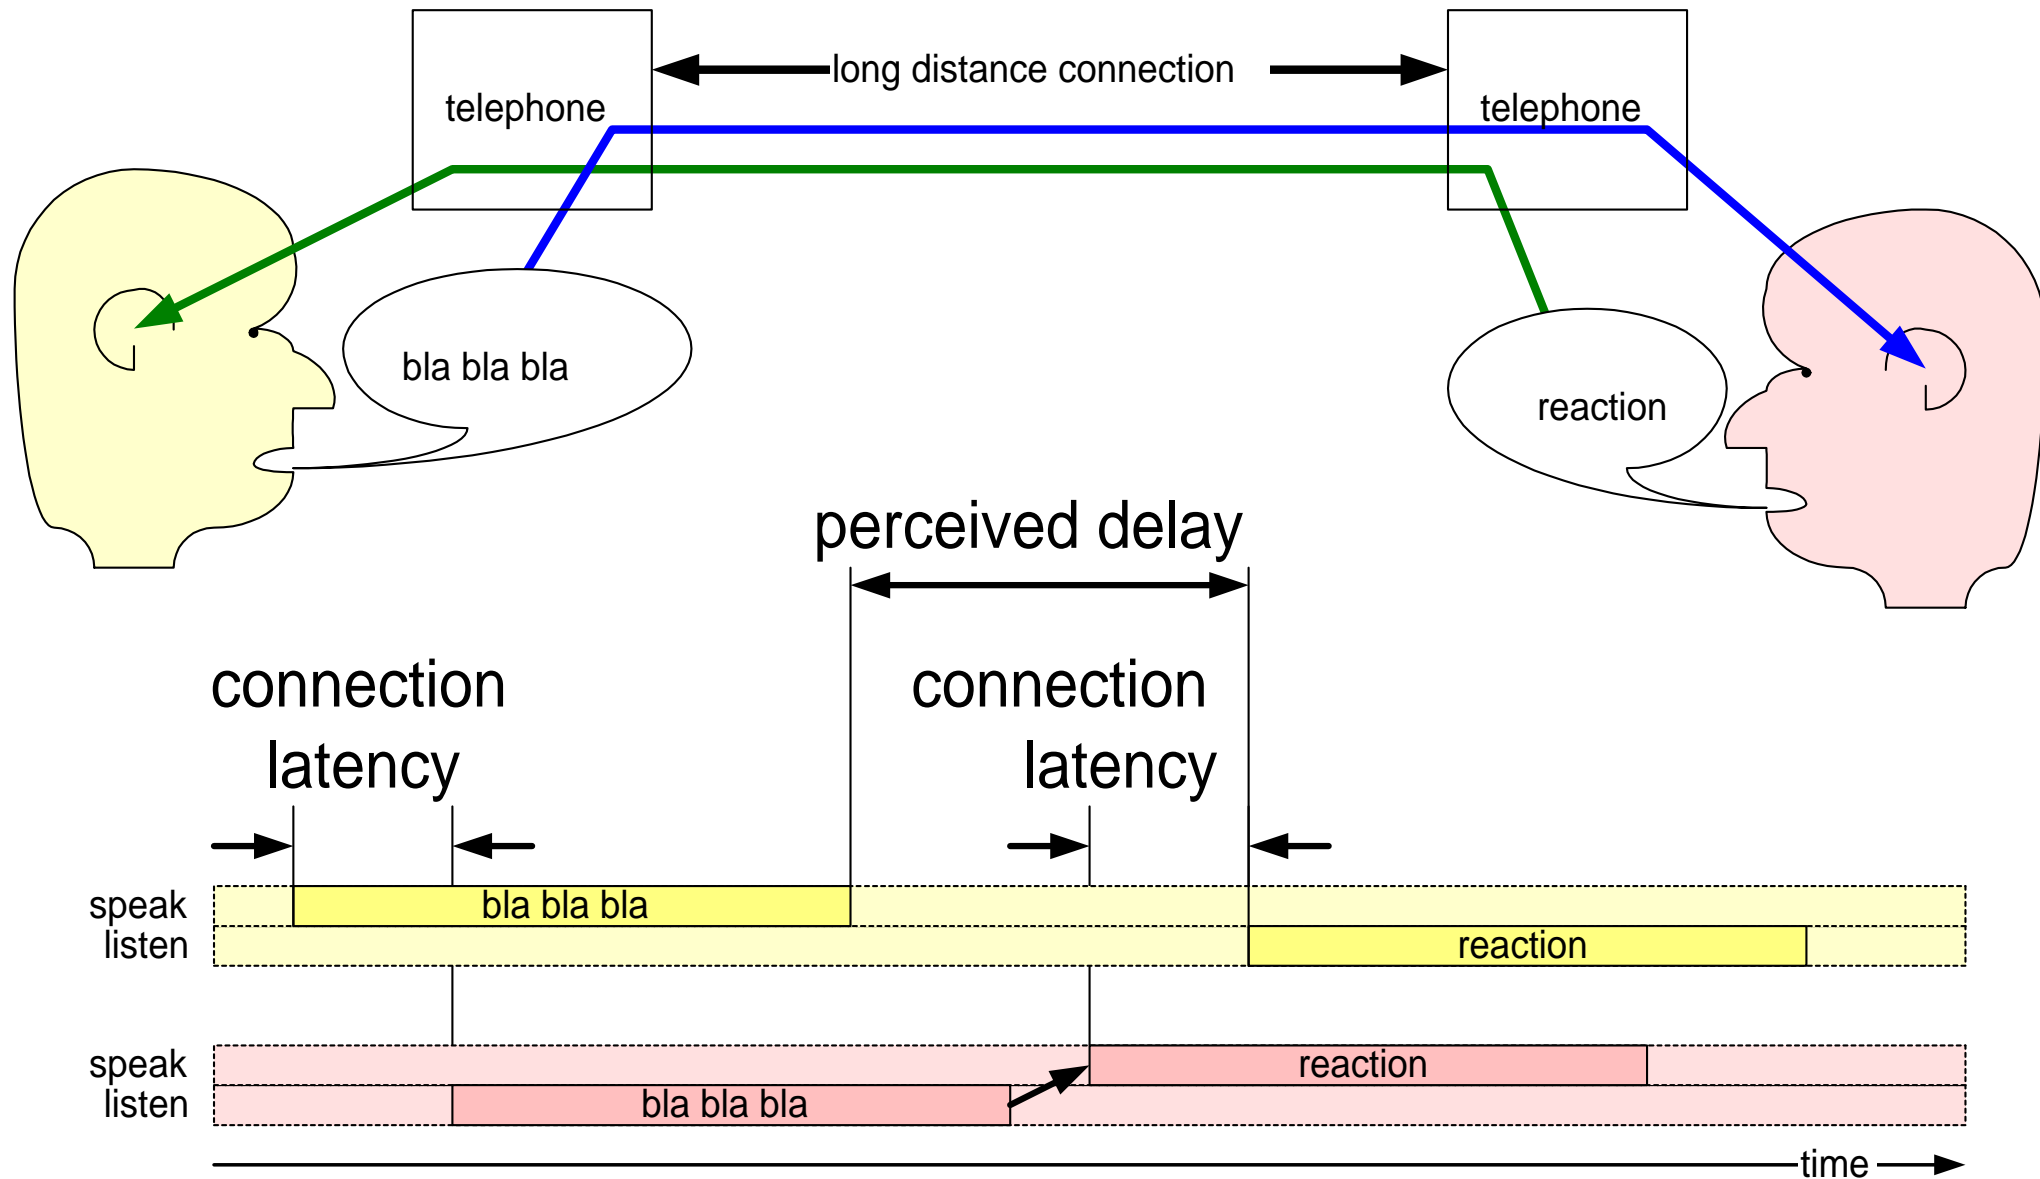 long distance connection
telephone
telephone
bla bla bla
reaction
perceived delay
connection
latency
connection
latency
speak
bla bla bla
listen
reaction
speak
reaction
listen
bla bla bla
time